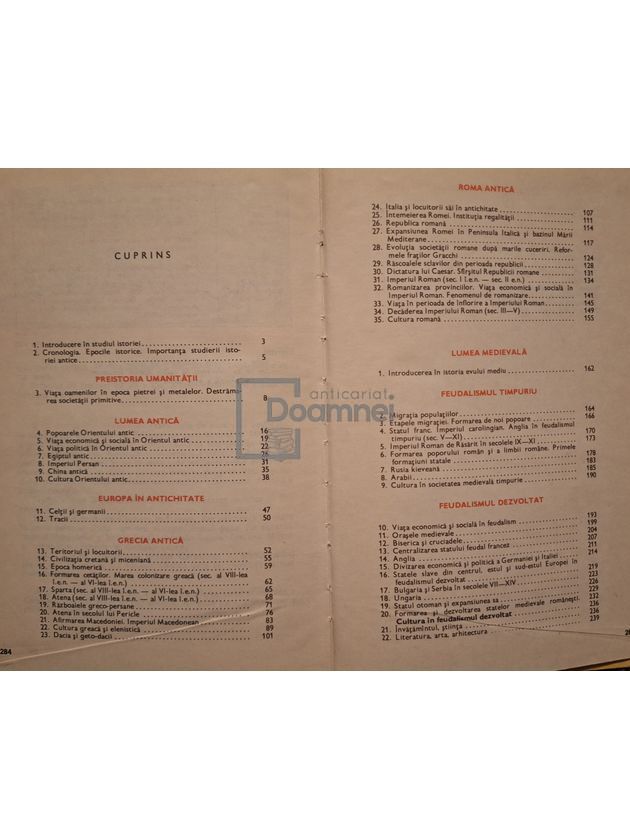 CUPRINS
1. Introducere în studiul istoriei 3
2. Cronologia. Epocile istorice. Importanța studierii isto-
riei antice 5
PREISTORIA UMANITĂȚII
3. Viața oamenilor în epoca pietrei și metalelor. Destrăma-
rea societății primitive 8
LUMEA ANTICĂ
4. Popoarele Orientului antic 16
5. Viața economică și socială în Orientul antic 19
6. Viața politică în Orientul antic 22
7. Egiptul antic 26
8. Imperiul Persan 31
9. China antică 35
10. Cultura Orientului antic 38
EUROPA ÎN ANTICHITATE
11. Celții și germanii 47
12. Tracii 50
GRECIA ANTICĂ
13. Teritoriul și locuitorii 52
14. Civilizația cretană și miceniană 55
15. Epoca homerică 59
16. Formarea cetăților. Marea colonizare greacă (sec. al VIII-lea
î.e.n. — al VI-lea î.e.n.) 62
17. Sparta (sec. al VIII-lea î.e.n. — al VI-lea î.e.n.) 65
18. Atena (sec. al VIII-lea î.e.n. — al VI-lea î.e.n.) 68
19. Războaiele greco-persane 71
20. Atena în secolul lui Pericle 76
21. Afirmarea Macedoniei. Imperiul Macedonean 83
22. Cultura greacă și elenistică 89
23. Dacia și geto-dacii 101
284
ROMA ANTICĂ
24. Italia și locuitorii săi în antichitate 107
25. Întemeierea Romei. Instituția regalității 111
26. Republica romană 114
27. Expansiunea Romei în Peninsula Italică și bazinul Mării
Mediterane 117
28. Evoluția societății romane după marile cuceriri. Refor-
mele fraților Gracchi 124
29. Răscoalele sclavilor din perioada republicii 128
30. Dictatura lui Caesar. Sfîrșitul Republicii romane 131
31. Imperiul Roman (sec. I î.e.n. — sec. II e.n.) 134
32. Romanizarea provinciilor. Viața economică și socială în
Imperiul Roman. Fenomenul de romanizare 141
33. Viața în perioada de înflorire a Imperiului Roman 145
34. Decăderea Imperiului Roman (sec. III—V) 149
35. Cultura romană 155
LUMEA MEDIEVALĂ
1. Introducerea în istoria evului mediu 162
FEUDALISMUL TIMPURIU
2. Migrația populațiilor 164
3. Etapele migrației. Formarea de noi popoare 166
4. Statul franc. Imperiul carolingian. Anglia în feudalismul
timpuriu (sec. V—XI) 170
5. Imperiul Roman de Răsărit în secolele IX—XI 173
6. Formarea poporului român și a limbii române. Primele
formațiuni statale 178
7. Rusia kieveană 183
8. Arabii 185
9. Cultura în societatea medievală timpurie 190
FEUDALISMUL DEZVOLTAT
10. Viața economică și socială în feudalism 193
11. Orașele medievale 199
12. Biserica și cruciadele 204
13. Centralizarea statului feudal francez 207
14. Anglia 211
15. Divizarea economică și politică a Germaniei și Italiei 214
16. Statele slave din centrul, estul și sud-estul Europei în
feudalismul dezvoltat 219
17. Bulgaria și Serbia în secolele VII—XIV 223
18. Ungaria 226
19. Statul otoman și expansiunea sa 229
20. Formarea și dezvoltarea statelor medievale românești 232
Cultura în feudalismul dezvoltat 236
21. Învățămîntul, știința 236
22. Literatura, arta, arhitectura 239
anticariat
Doamnei